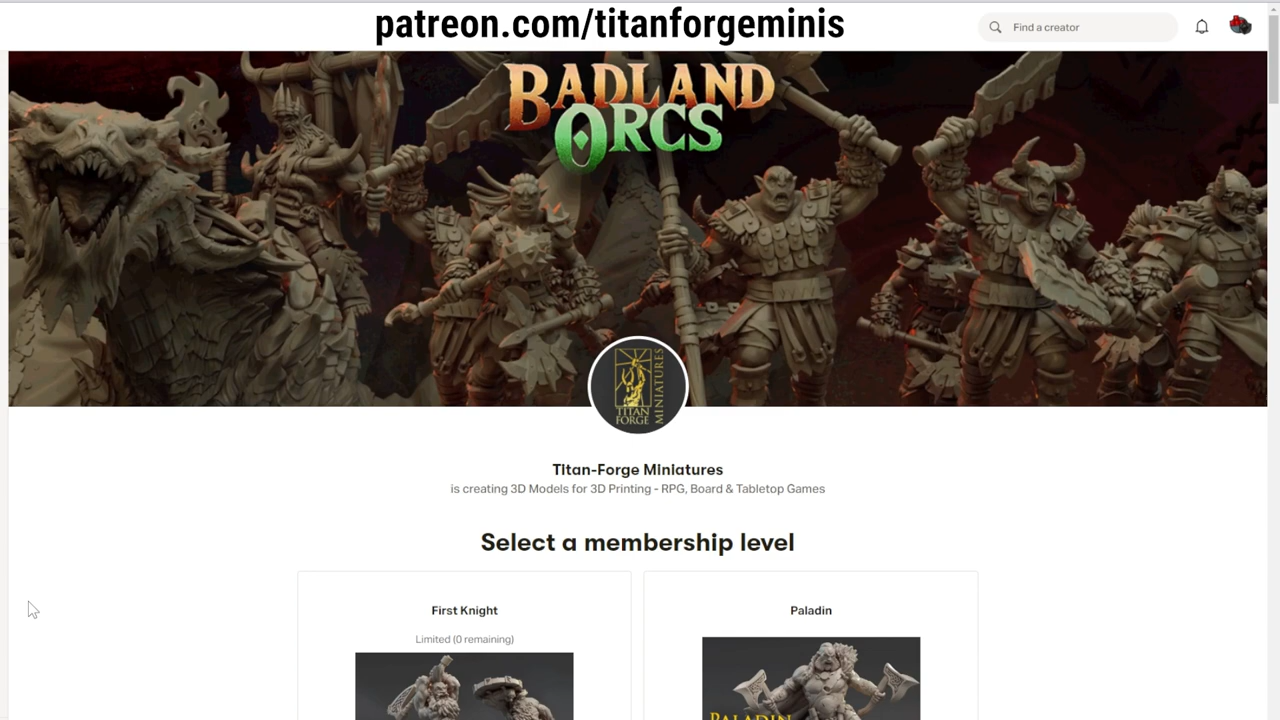 patreon.com/titanforgeminis
Find a creator
BADLAND
ORCS
TITAN
FORGE
MINIATURES
TItan-Forge MIniatures
is creating 3D Models for 3D Printing - RPG, Board & Tabletop Games
Select a membership level
First Knight
Paladin
Limited (0 remaining)
PALADIN